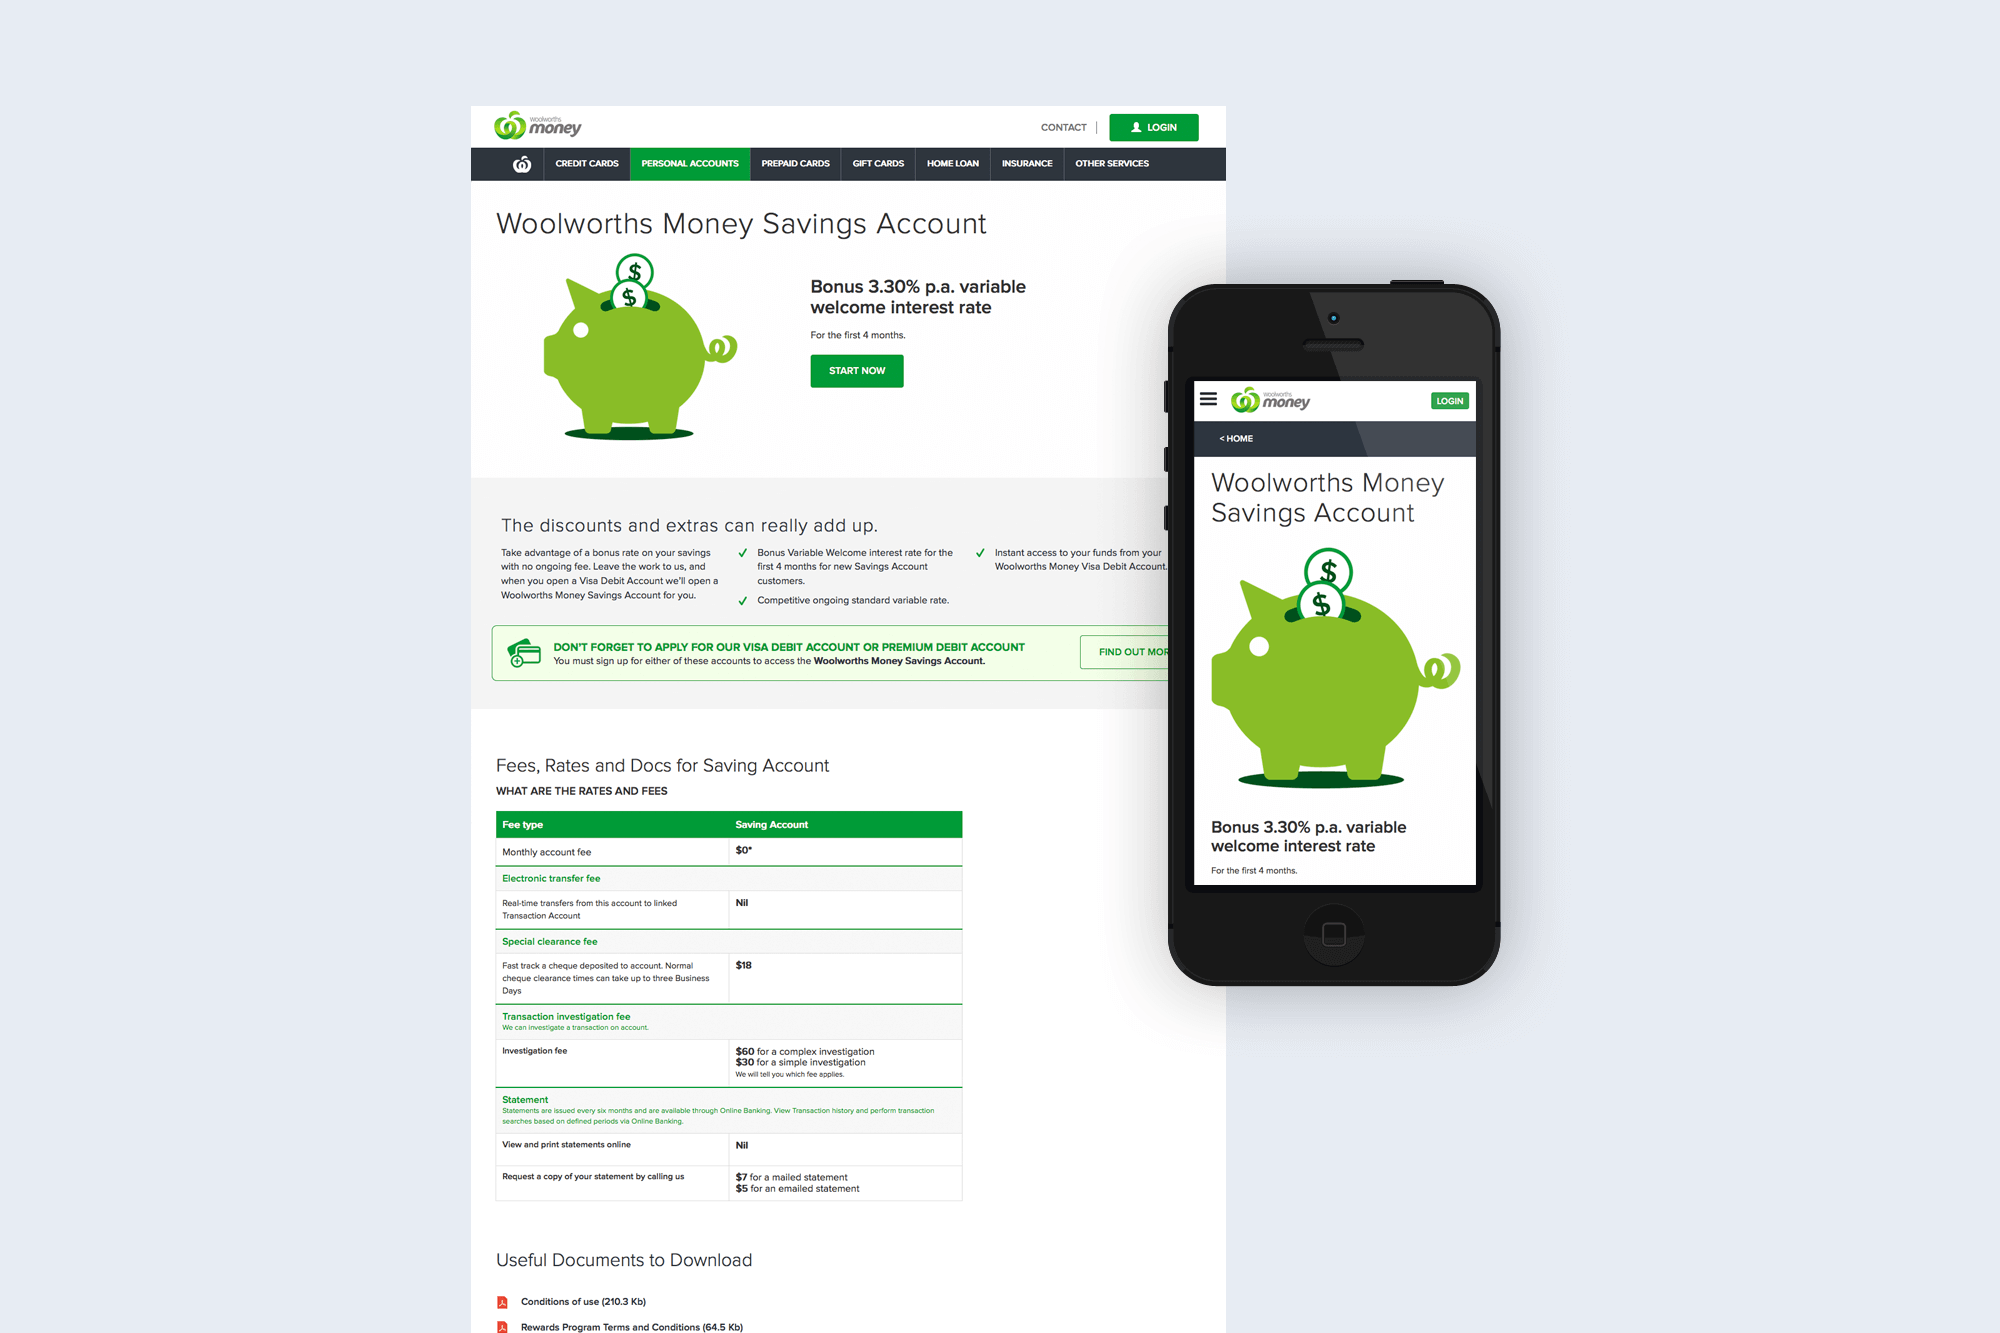 woolworths
money
CONTACT
LOGIN
CREDIT CARDS
PERSONAL ACCOUNTS
PREPAID CARDS
GIFT CARDS
HOME LOAN
INSURANCE
OTHER SERVICES
Woolworths Money Savings Account
$
$
Bonus 3.30% p.a. variable
welcome interest rate
For the first 4 months.
START NOW
The discounts and extras can really add up.
Take advantage of a bonus rate on your savings
with no ongoing fee. Leave the work to us, and
when you open a Visa Debit Account we'll open a
Woolworths Money Savings Account for you.
Bonus Variable Welcome interest rate for the
first 4 months for new Savings Account
customers.
Competitive ongoing standard variable rate.
Instant access to your funds from your
Woolworths Money Visa Debit Account.
DON'T FORGET TO APPLY FOR OUR VISA DEBIT ACCOUNT OR PREMIUM DEBIT ACCOUNT
You must sign up for either of these accounts to access the Woolworths Money Savings Account.
FIND OUT MOR
Fees, Rates and Docs for Saving Account
WHAT ARE THE RATES AND FEES
Fee type
Saving Account
Monthly account fee
$0*
Electronic transfer fee
Real-time transfers from this account to linked
Transaction Account
Nil
Special clearance fee
Fast track a cheque deposited to account. Normal
cheque clearance times can take up to three Business
Days
$18
Transaction investigation fee
We can investigate a transaction on account.
Investigation fee
$60 for a complex investigation
$30 for a simple investigation
We will tell you which fee applies.
Statement
Statements are issued every six months and are available through Online Banking. View Transaction history and perform transaction
searches based on defined periods via Online Banking.
View and print statements online
Nil
Request a copy of your statement by calling us
$7 for a mailed statement
$5 for an emailed statement
Useful Documents to Download
Conditions of use (210.3 Kb)
Rewards Program Terms and Conditions (64.5 Kb)
woolworths
money
LOGIN
< HOME
Woolworths Money
Savings Account
$
$
Bonus 3.30% p.a. variable
welcome interest rate
For the first 4 months.